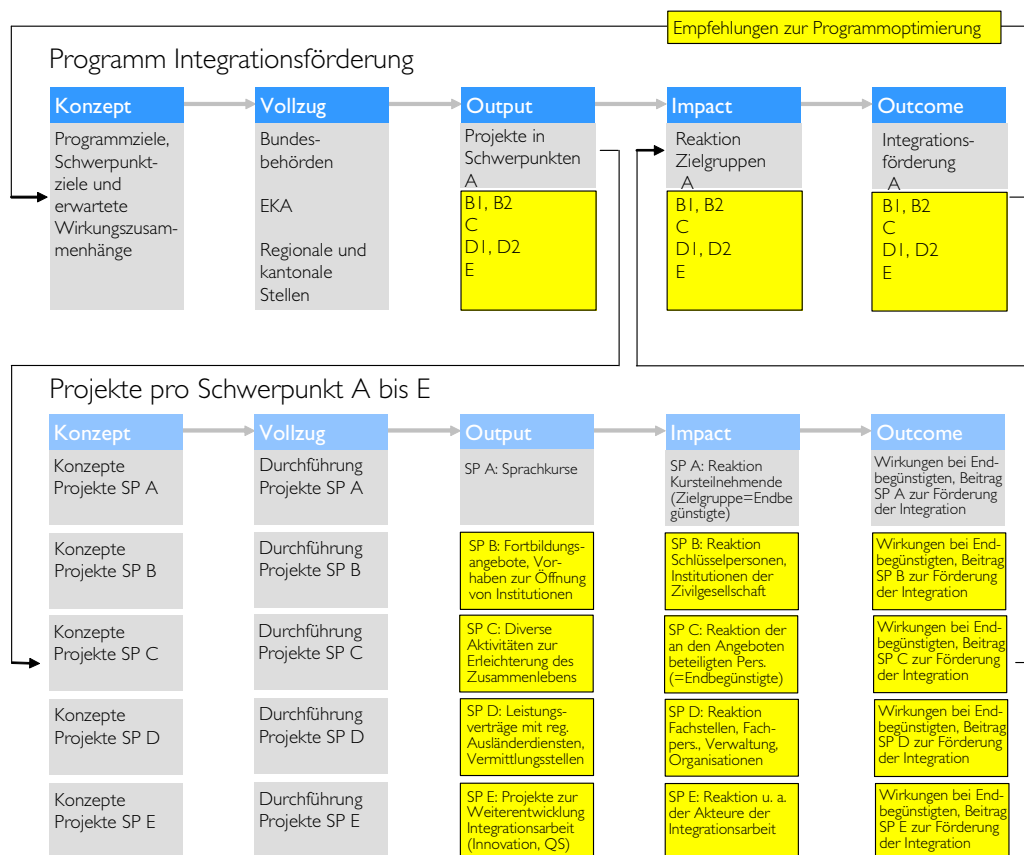 Empfehlungen zur Programmoptimierung
Programm Integrationsförderung
Konzept
Programmziele,
Schwerpunkt-
ziele und
erwartete
Wirkungszusam-
menhänge
Vollzug
Bundes-
behörden
EKA
Regionale und
kantonale
Stellen
Output
Projekte in
Schwerpunkten
A
B1, B2
C
D1, D2
E
Impact
Reaktion
Zielgruppen
A
B1, B2
C
D1, D2
E
Outcome
Integrations-
förderung
A
B1, B2
C
D1, D2
E
Projekte pro Schwerpunkt A bis E
Konzept
Vollzug
Output
Impact
Outcome
Konzepte
Projekte SP A
Durchführung
Projekte SP A
SP A: Sprachkurse
SP A: Reaktion
Kursteilnehmende
(Zielgruppe=Endbe
günstigte)
Wirkungen bei End-
begünstigten, Beitrag
SP A zur Förderung
der Integration
Konzepte
Projekte SP B
Durchführung
Projekte SP B
SP B: Fortbildungs-
angebote, Vor-
haben zur Öffnung
von Institutionen
SP B: Reaktion
Schlüsselpersonen,
Institutionen der
Zivilgesellschaft
Wirkungen bei End-
begünstigten, Beitrag
SP B zur Förderung
der Integration
Konzepte
Projekte SP C
Durchführung
Projekte SP C
SP C: Diverse
Aktivitäten zur
Erleichterung des
Zusammenlebens
SP C: Reaktion der
an den Angeboten
beteiligten Pers.
(=Endbegünstigte)
Wirkungen bei End-
begünstigten, Beitrag
SP C zur Förderung
der Integration
Konzepte
Projekte SP D
Durchführung
Projekte SP D
SP D: Leistungs-
verträge mit reg.
Ausländerdiensten,
Vermittlungsstellen
SP D: Reaktion
Fachstellen, Fach-
pers., Verwaltung,
Organisationen
Wirkungen bei End-
begünstigten, Beitrag
SP D zur Förderung
der Integration
Konzepte
Projekte SP E
Durchführung
Projekte SP E
SP E: Projekte zur
Weiterentwicklung
Integrationsarbeit
(Innovation, QS)
SP E: Reaktion u. a.
der Akteure der
Integrationsarbeit
Wirkungen bei End-
begünstigten, Beitrag
SP E zur Förderung
der Integration